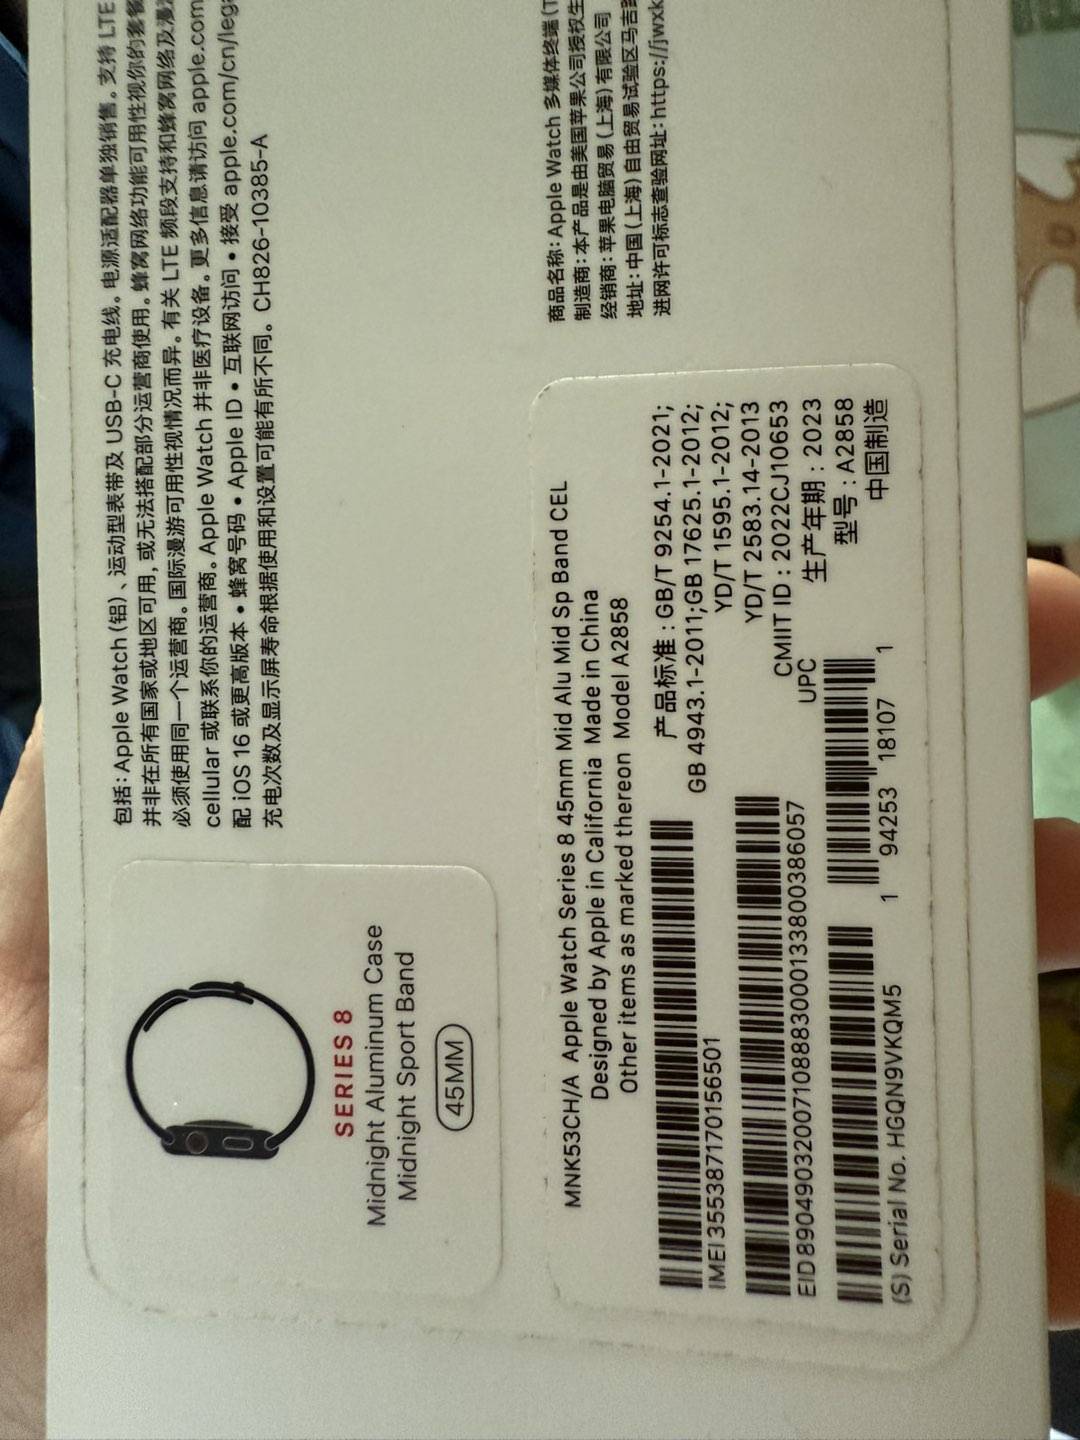 包括：Apple Watch（铝）、运动型表带及 USB-C 充电线。电源适配器单独销售。支持 LTE
并非在所有国家或地区可用，或无法搭配部分运营商使用。蜂窝网络功能可用性视你的套餐
必须使用同一个运营商。国际漫游可用性视情况而异。有关 LTE 频段支持和蜂窝网络及漫游
cellular 或联系你的运营商。Apple Watch 并非医疗设备。更多信息请访问 apple.com
配 iOS 16 或更高版本 • 蜂窝号码 • Apple ID • 互联网访问 • 接受 apple.com/cn/lega
充电次数及显示屏寿命根据使用和设置可能有所不同。 CH826-10385-A
SERIES 8
Midnight Aluminum Case
Midnight Sport Band
45MM
商品名称：Apple Watch 多媒体终端（T
制造商：本产品是由美国苹果公司授权生
经销商：苹果电脑贸易（上海）有限公司
地址：中国（上海）自由贸易试验区马吉路
进网许可标志查验网址：https://jwxk
MNK53CH/A Apple Watch Series 8 45mm Mid Alu Mid Sp Band CEL
Designed by Apple in California Made in China
Other items as marked thereon Model A2858
IMEI 355387170156501
EID 89049032007108883000133800386057
(S) Serial No. HGQN9VKQM5
产品标准：GB/T 9254.1-2021;
GB 4943.1-2011;GB 17625.1-2012;
YD/T 1595.1-2012;
YD/T 2583.14-2013
CMIIT ID : 2022CJ10653
生产年期：2023
型号：A2858
中国制造
UPC
1 94253 18107 1